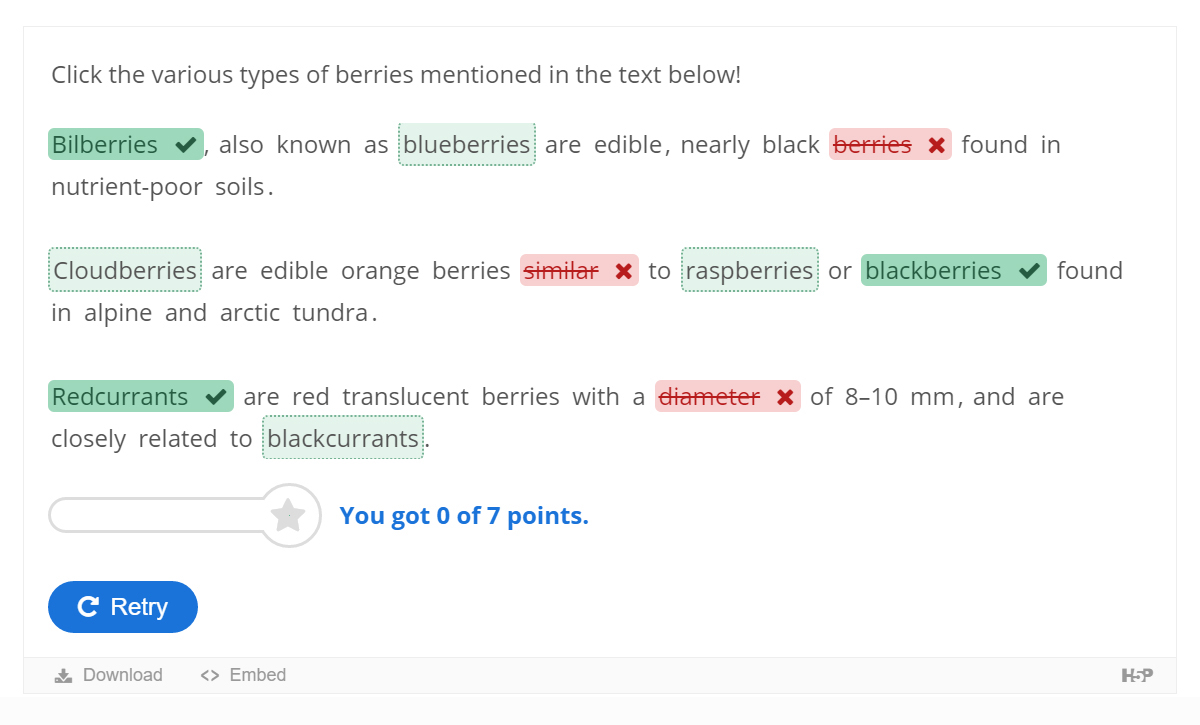 Click the various types of berries mentioned in the text below!
Bilberries, also known as blueberries are edible, nearly black berries found in
nutrient-poor soils.
Cloudberries are edible orange berries similar to raspberries or blackberries found
in alpine and arctic tundra.
Redcurrants are red translucent berries with a diameter of 8–10 mm, and are
closely related to blackcurrants.
You got 0 of 7 points.
Retry
Download <> Embed H5P